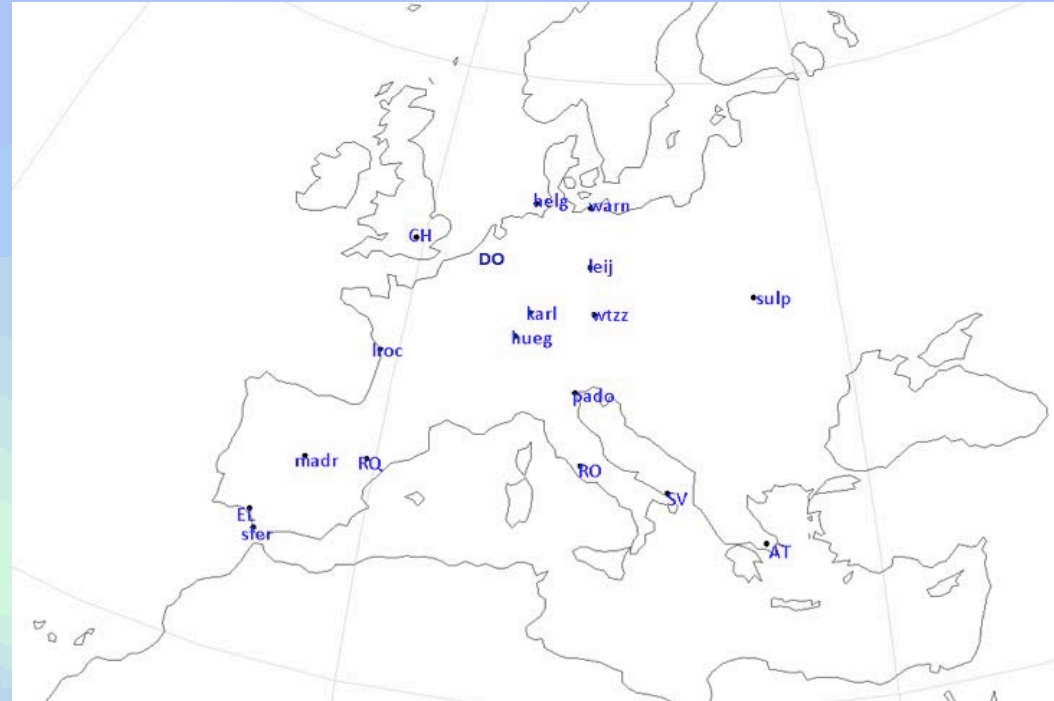 helg
warn
CH
DO
leij
sulp
karl
wtzz
hueg
lroc
pado
madr
RQ
RO
SV
EL
sfer
AT